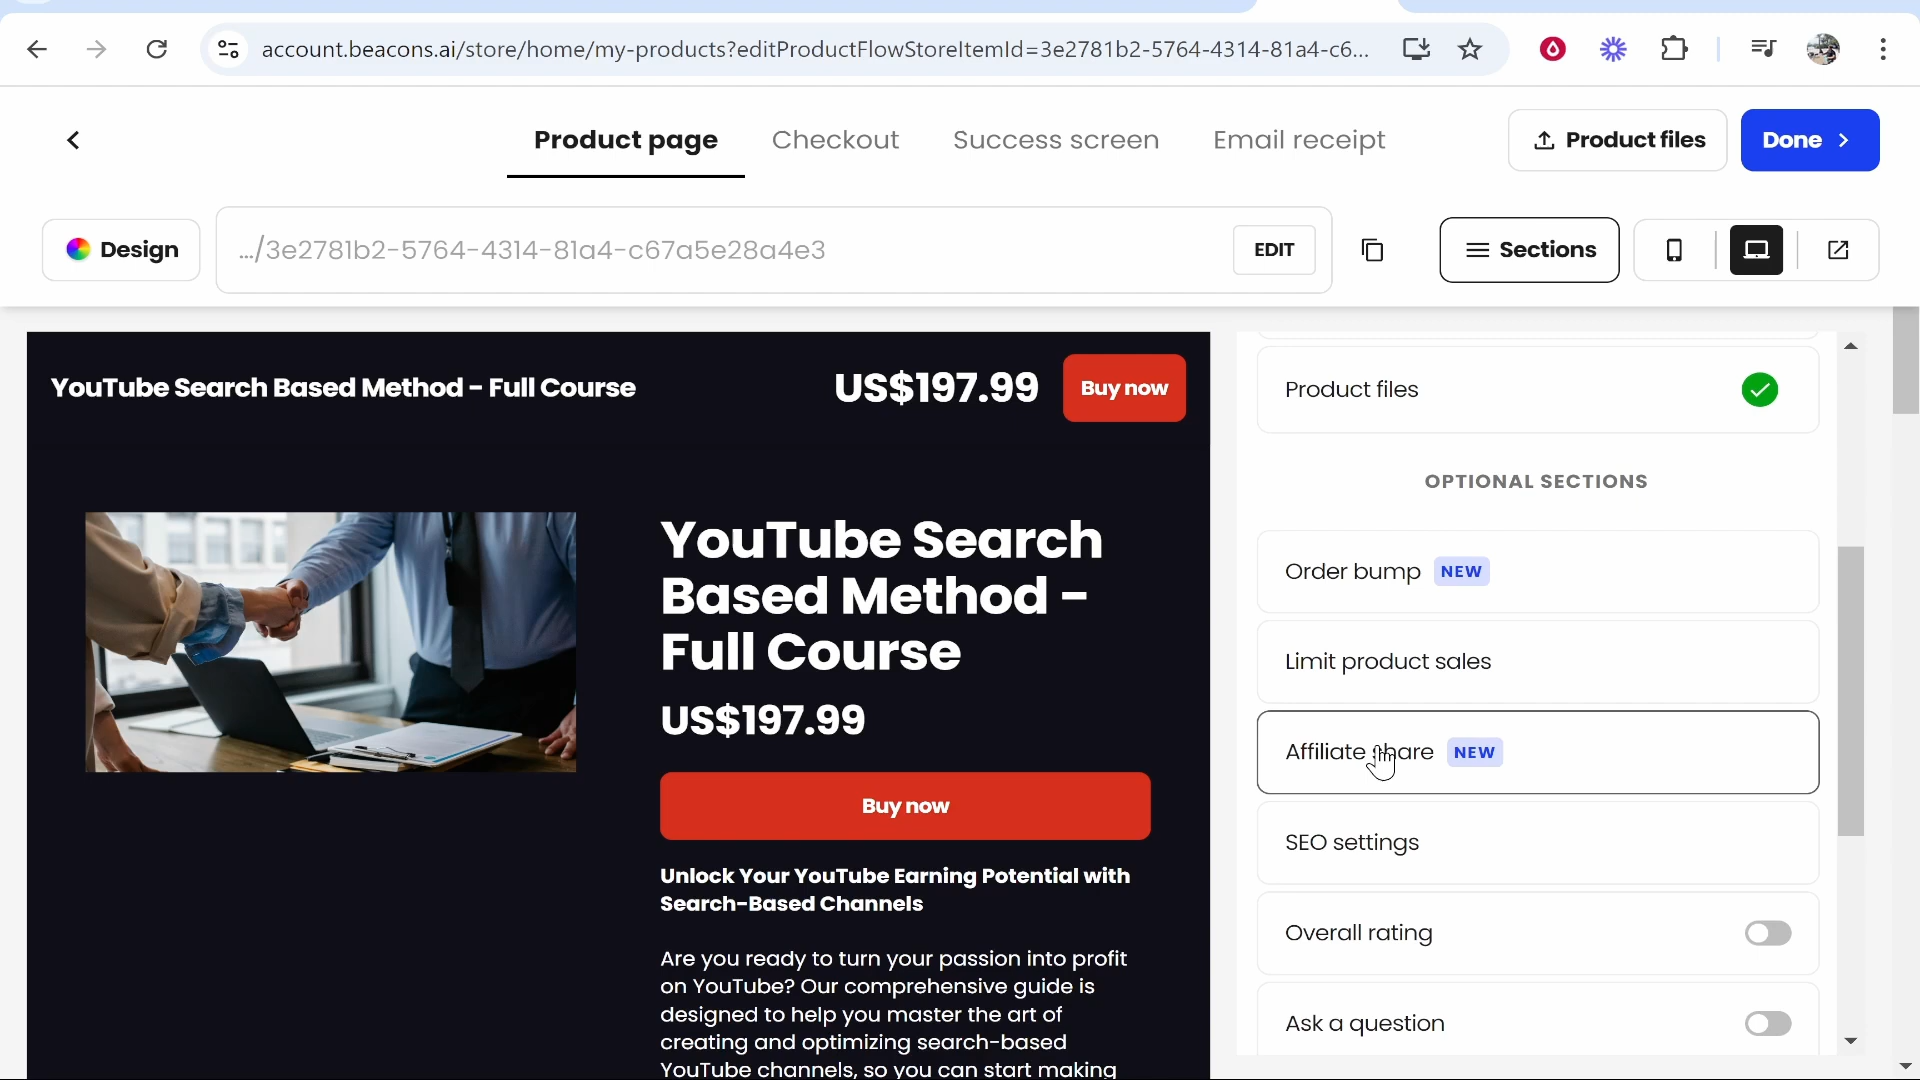 account.beacons.ai/store/home/my-products?editProductFlowStoreItemId=3e2781b2-5764-4314-81a4-c6...
Product page
Checkout
Success screen
Email receipt
Product files
Done
Design
.../3e2781b2-5764-4314-81a4-c67a5e28a4e3
EDIT
Sections
YouTube Search Based Method - Full Course
US$197.99
Buy now
YouTube Search
Based Method -
Full Course
US$197.99
Buy now
Unlock Your YouTube Earning Potential with
Search-Based Channels
Are you ready to turn your passion into profit
on YouTube? Our comprehensive guide is
designed to help you master the art of
creating and optimizing search-based
YouTube channels, so you can start making
Product files
OPTIONAL SECTIONS
Order bump NEW
Limit product sales
Affiliate share NEW
SEO settings
Overall rating
Ask a question